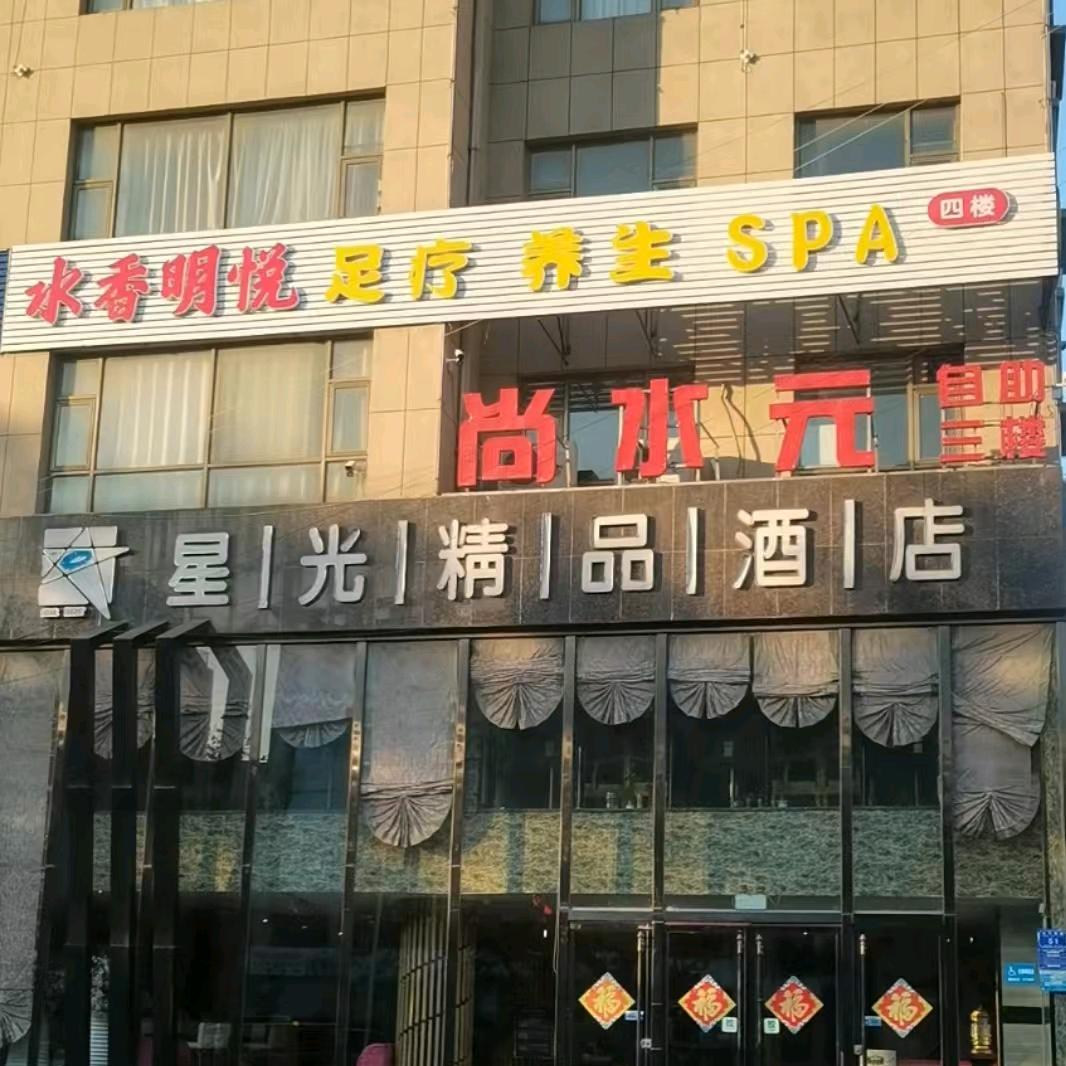 水香明悦 足疗 养生 SPA 四楼
尚水元 自助
三楼
星|光|精|品|酒|店
福 福 福 福
51